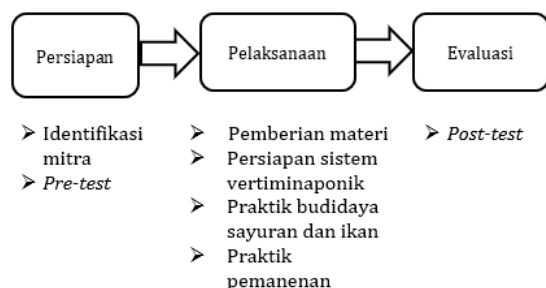 Persiapan
Pelaksanaan
Evaluasi
➤ Identifikasi
mitra
➤ Pre-test
➤ Pemberian materi
➤ Persiapan sistem
vertiminaponik
➤ Praktik budidaya
sayuran dan ikan
➤ Praktik
pemanenan
➤ Post-test